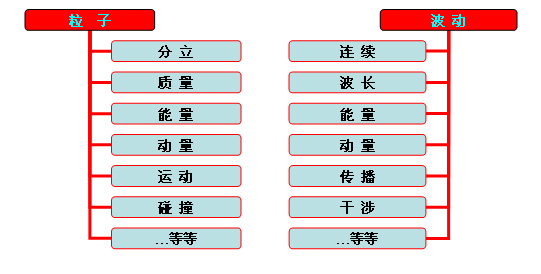 粒 子
分 立
质 量
能 量
动 量
运 动
碰 撞
...等等
波 动
连 续
波 长
能 量
动 量
传 播
干 涉
...等等